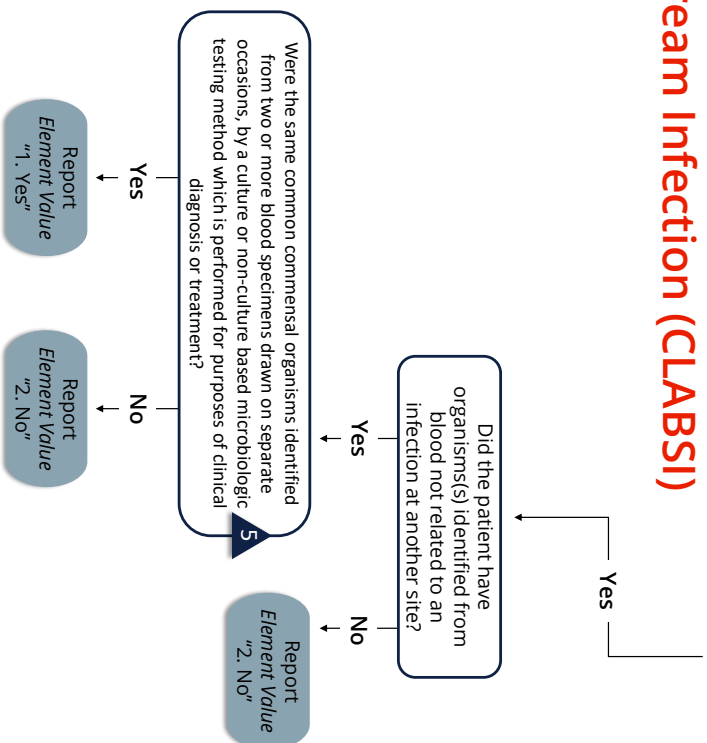 ream Infection (CLABSI)
Yes
Did the patient have
organisms(s) identified from
blood not related to an
infection at another site?
Yes
No
Report
Element Value
"2. No"
Were the same common commensal organisms identified
from two or more blood specimens drawn on separate
occasions, by a culture or non-culture based microbiologic
testing method which is performed for purposes of clinical
diagnosis or treatment?
5
Yes
No
Report
Element Value
"1. Yes"
Report
Element Value
"2. No"